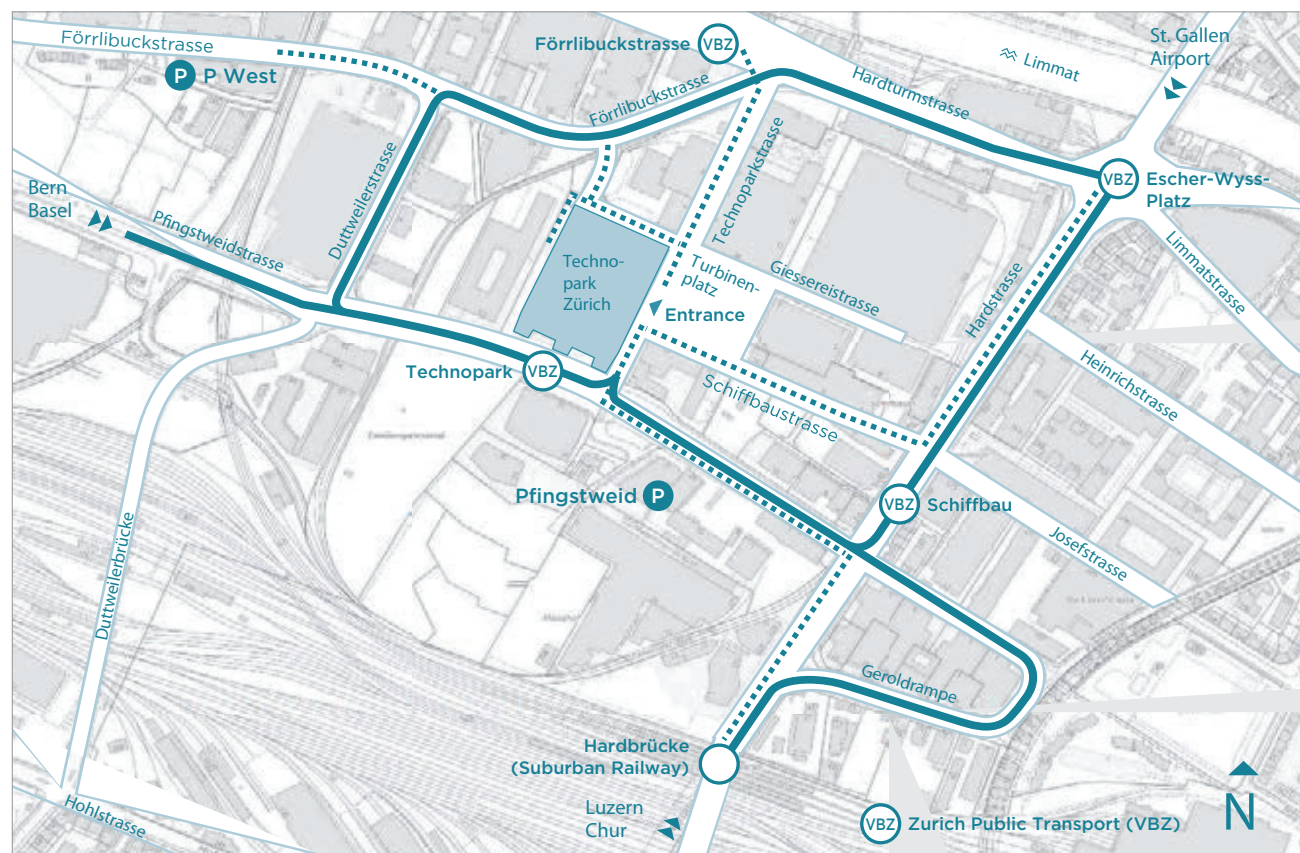 Förrlibuckstrasse
P P West
Förrlibuckstrasse VBZ
Förrlibuckstrasse
Hardturmstrasse
Limmat
St. Gallen
Airport
VBZ Escher-Wyss-
Platz
Bern
Basel
Pfingstweidstrasse
Duttweilerstrasse
Technoparkstrasse
Techno-
park
Zürich
Turbinen-
platz
Giessereistrasse
Entrance
Hardstrasse
Limmatstrasse
Heinrichstrasse
Technopark VBZ
Schiffbaustrasse
Pfingstweid P
VBZ Schiffbau
Josefstrasse
Duttweilerbrücke
Geroldrampe
Hardbrücke
(Suburban Railway)
Luzern
Chur
Hohlstrasse
VBZ Zurich Public Transport (VBZ)
N